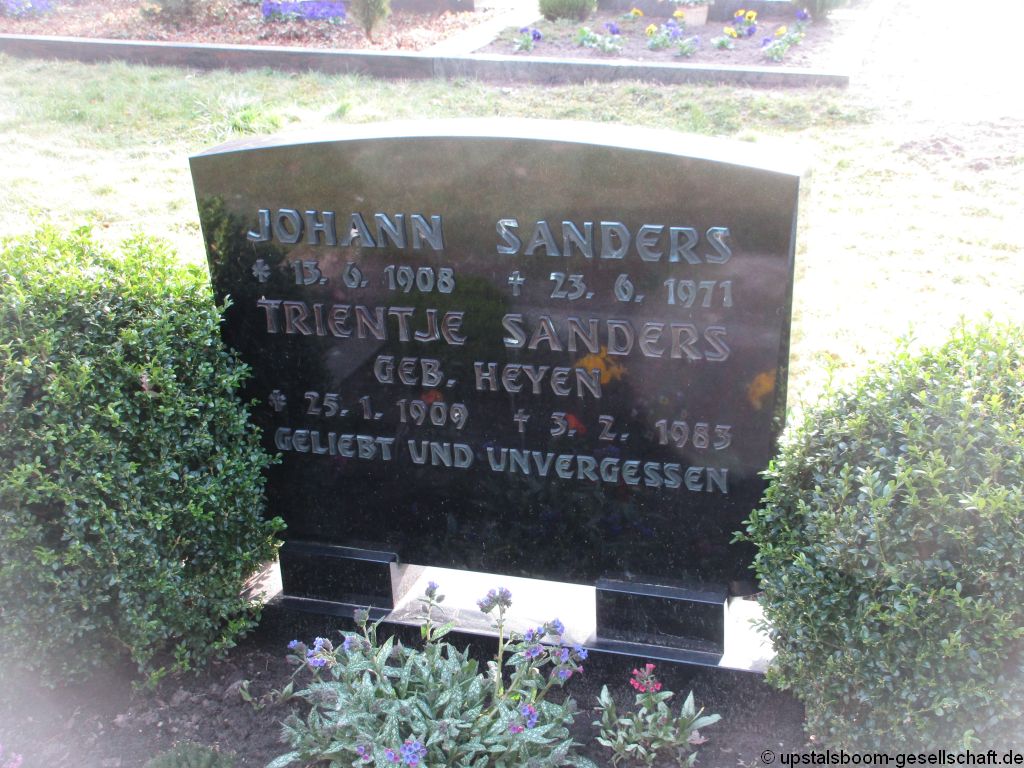 JOHANN SANDERS
* 13. 6. 1908 † 23. 6. 1971
TRIENTJE SANDERS
GEB. HEYEN
* 25. 1. 1909 † 3. 2. 1983
GELIEBT UND UNVERGESSEN
© upstalsboom-gesellschaft.de